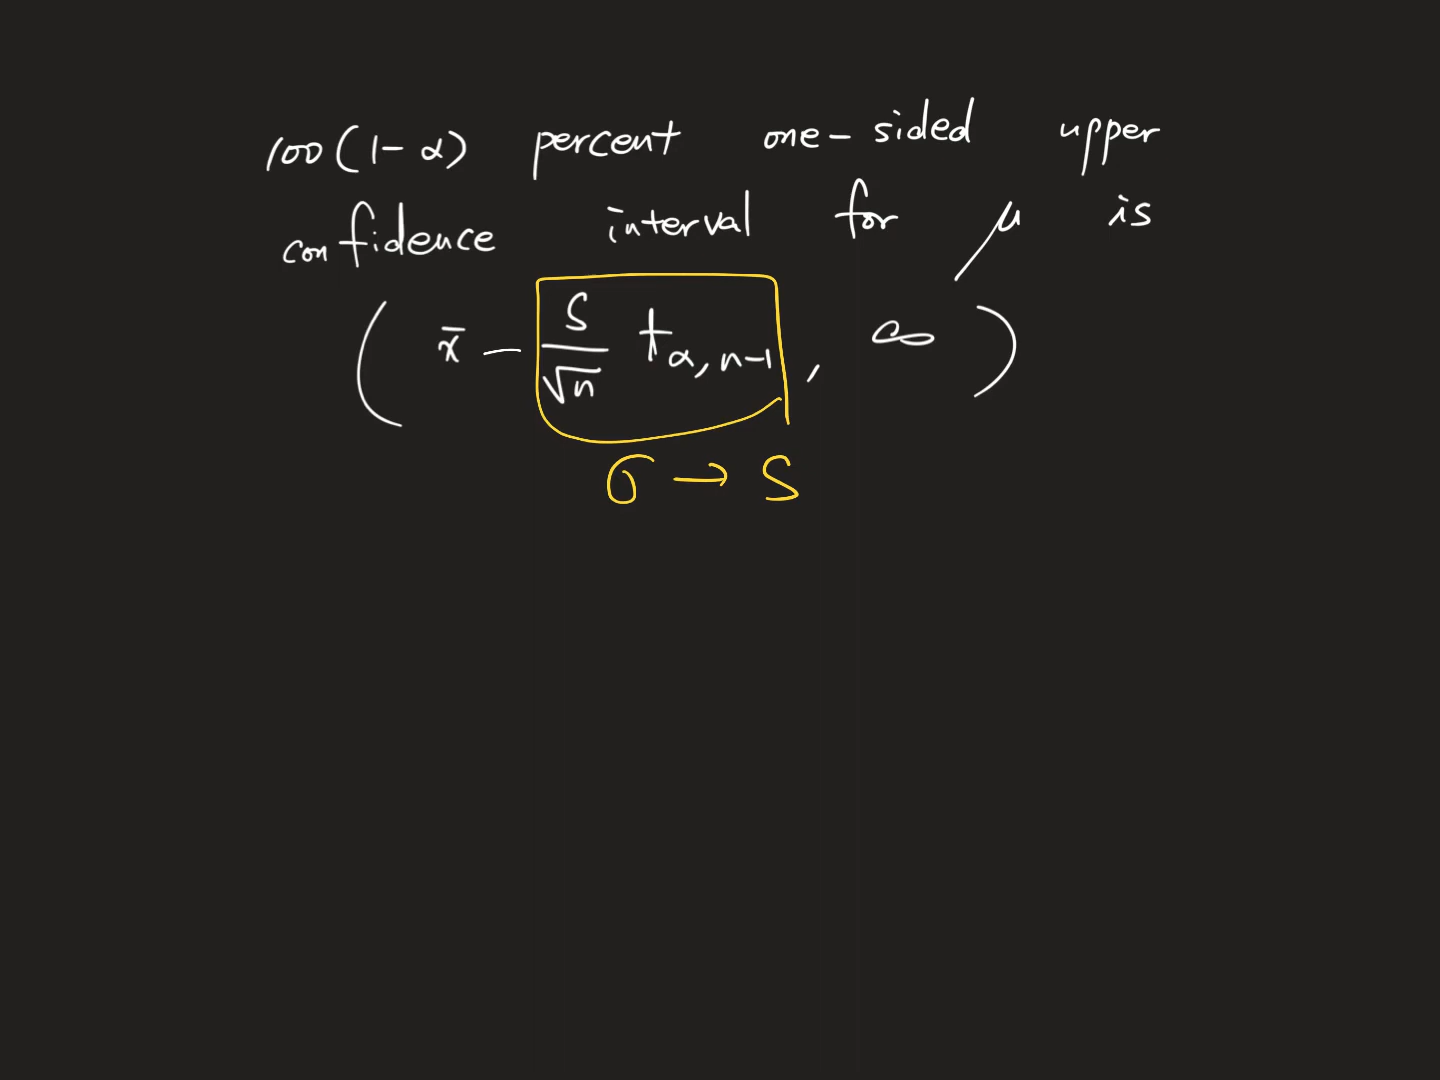 100(1-α) percent one-sided upper
confidence interval for μ is
( x̄ - S/√n t_{α, n-1}, ∞ )
σ → S